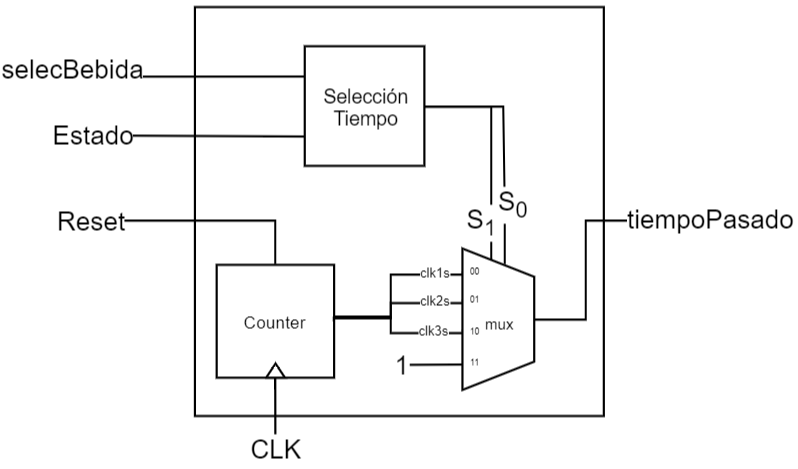 selecBebida
Selección
Tiempo
Estado
Reset
S1
S0
tiempoPasado
Counter
clk1s
00
clk2s
01
clk3s
10
mux
1
11
CLK